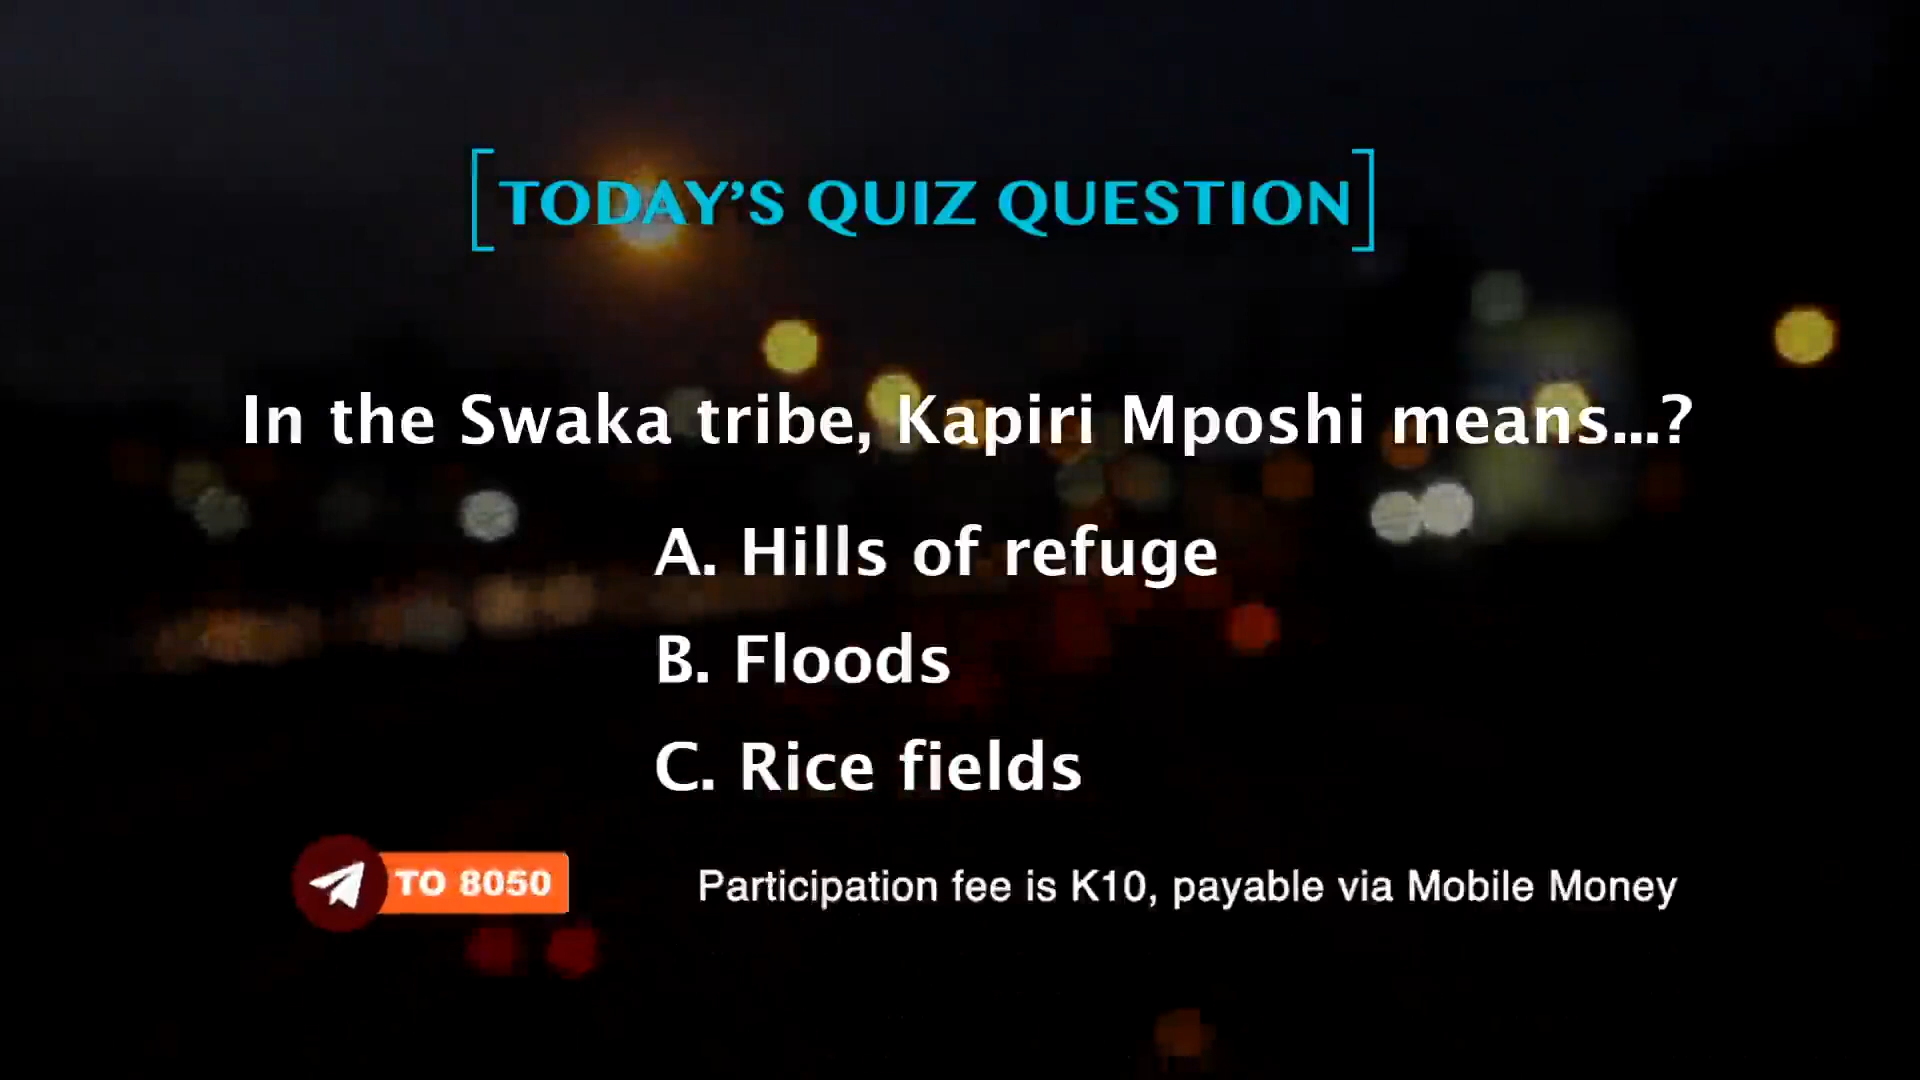 [TODAY'S QUIZ QUESTION]
In the Swaka tribe, Kapiri Mposhi means...?
A. Hills of refuge
B. Floods
C. Rice fields
TO 8050
Participation fee is K10, payable via Mobile Money